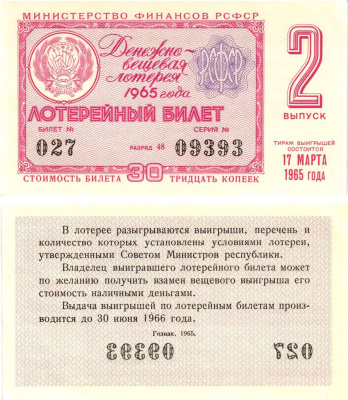 МИНИСТЕРСТВО ФИНАНСОВ РСФСР
Денежно-
вещевая
лотерея
1965 года
РСФСР
2
ВЫПУСК
ЛОТЕРЕЙНЫЙ БИЛЕТ
БИЛЕТ № СЕРИЯ №
027 РАЗРЯД 48 09393
СТОИМОСТЬ БИЛЕТА 30 ТРИДЦАТЬ КОПЕЕК
ТИРАЖ ВЫИГРЫШЕЙ
СОСТОИТСЯ
17 МАРТА
1965 ГОДА
В лотерее разыгрываются выигрыши, перечень и
количество которых установлены условиями лотереи,
утвержденными Советом Министров республики.
Владелец выигравшего лотерейного билета может
по желанию получить взамен вещевого выигрыша его
стоимость наличными деньгами.
Выдача выигрышей по лотерейным билетам произ-
водится до 30 июня 1966 года.
Гознак. 1965.
09393 027